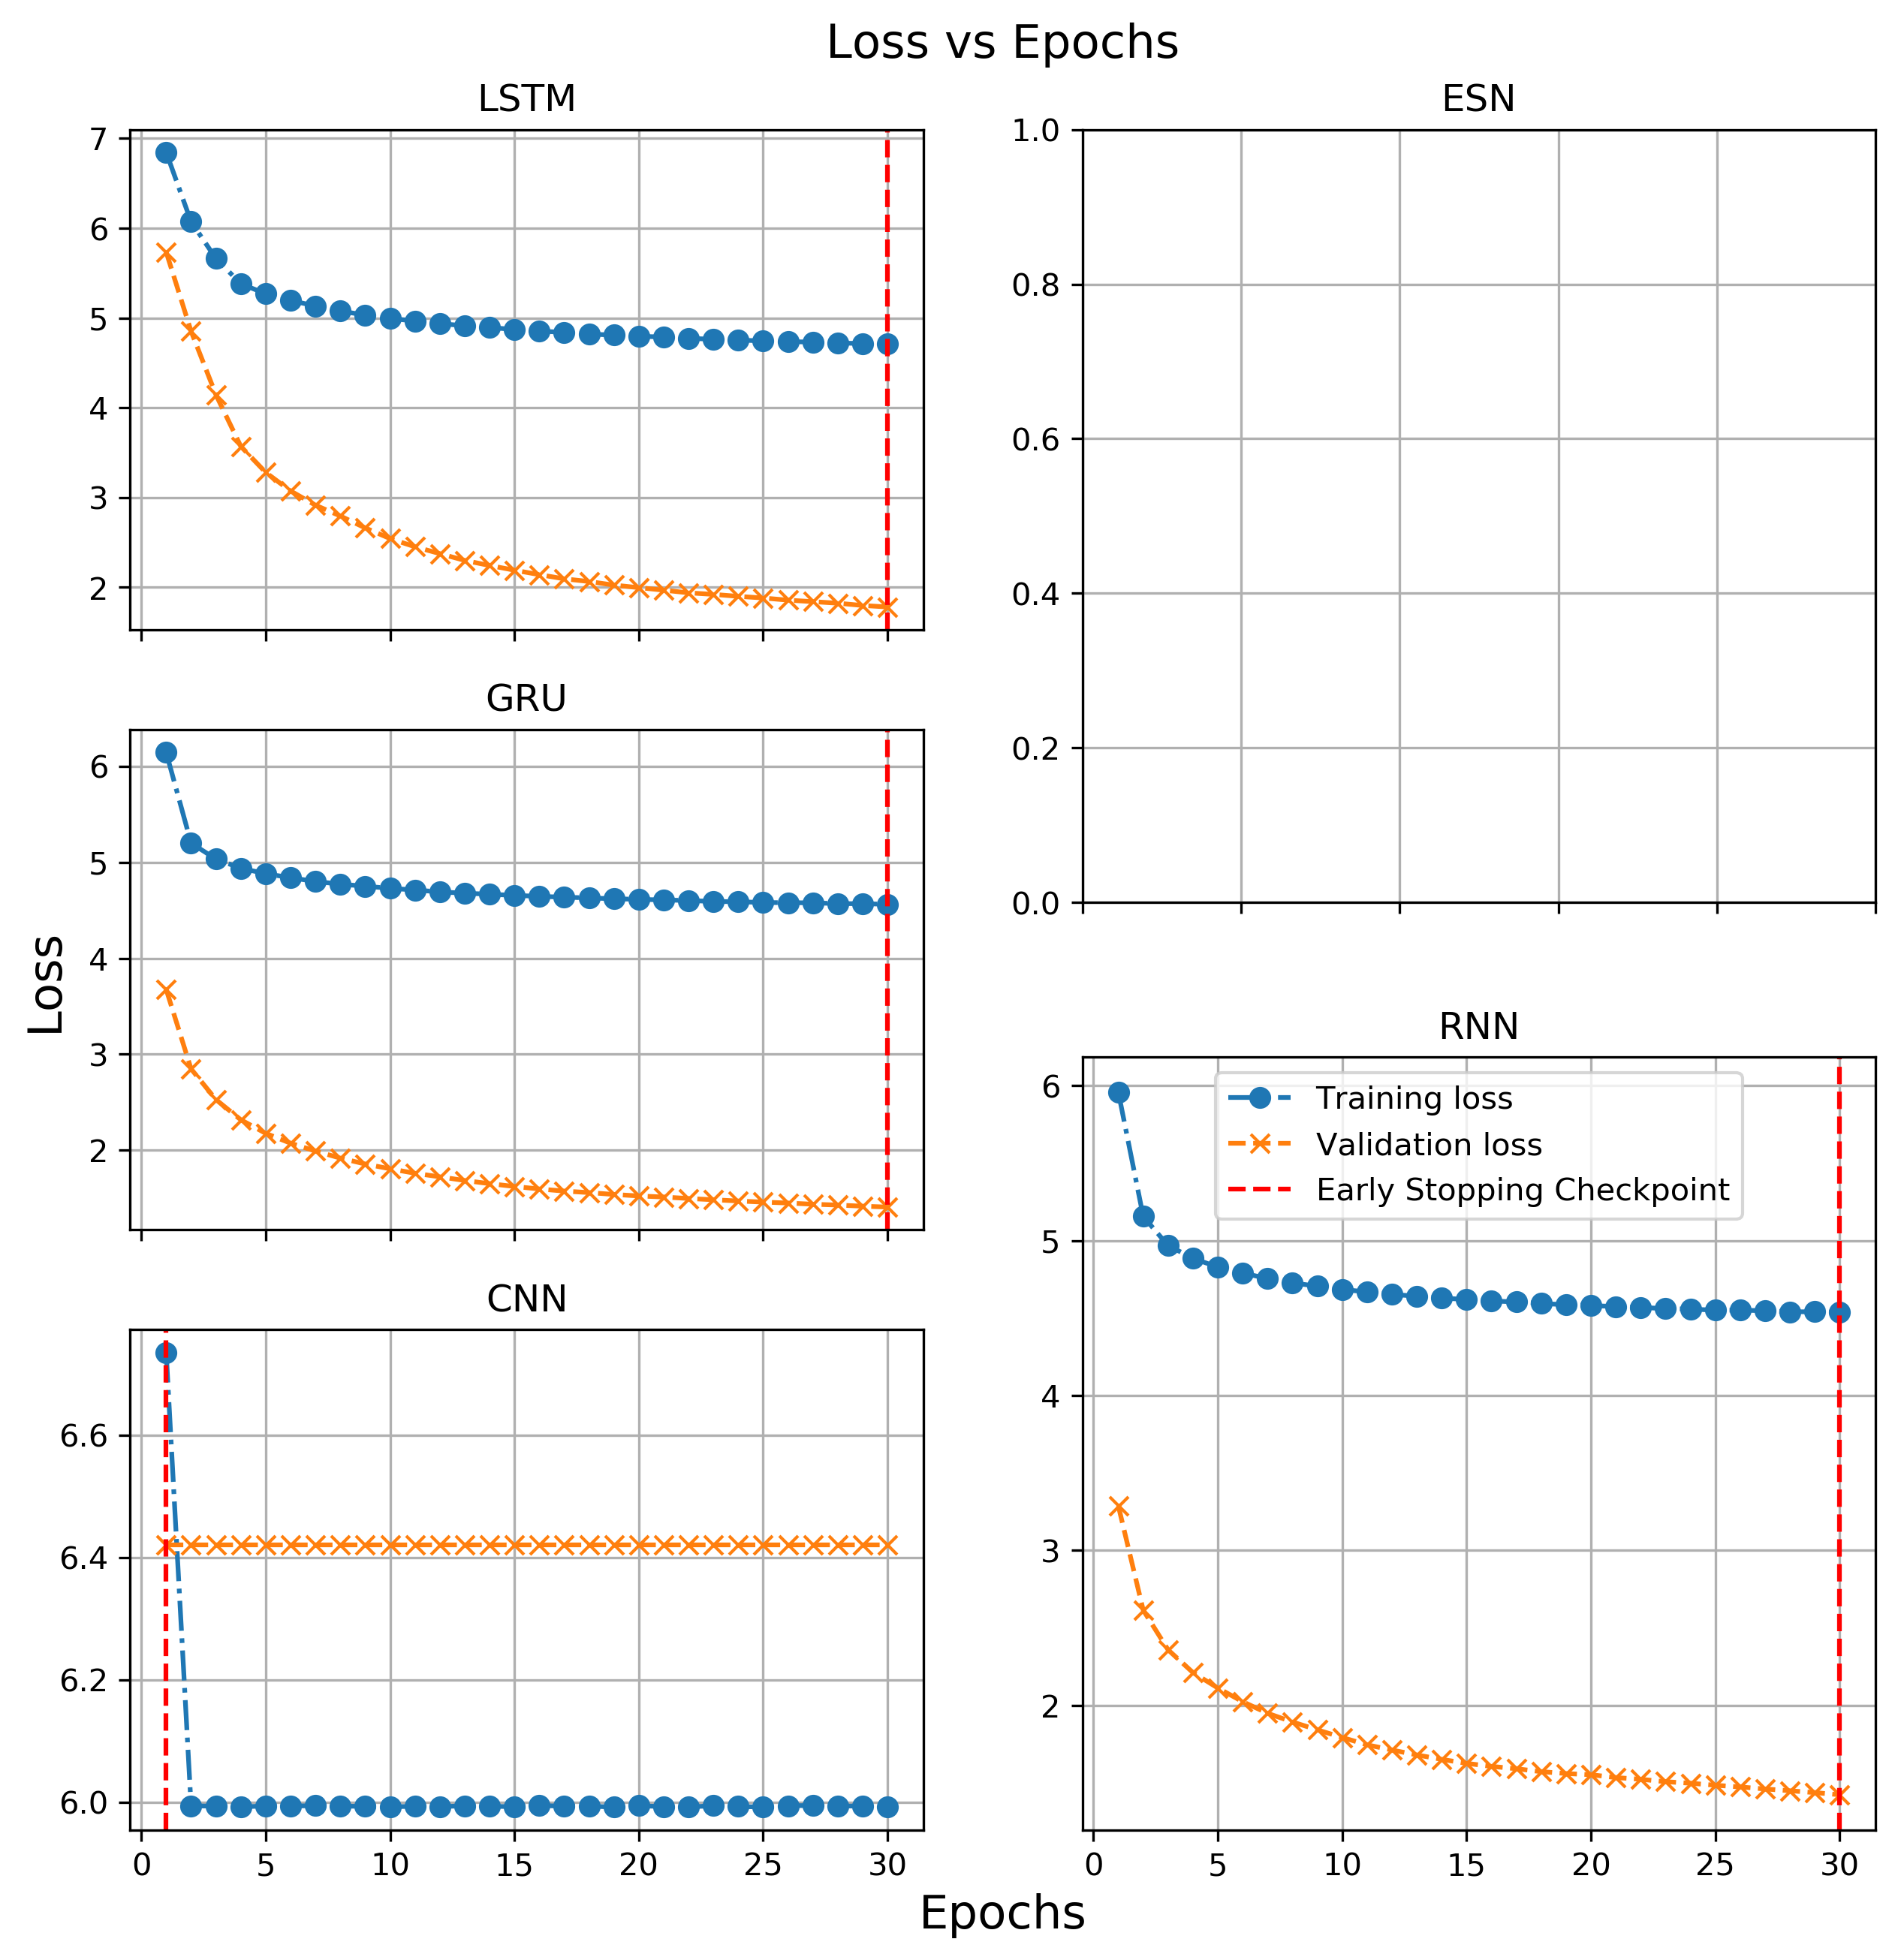 Loss vs Epochs
LSTM
7
6
5
4
3
2
ESN
1.0
0.8
0.6
0.4
0.2
0.0
GRU
6
5
4
3
2
Loss
CNN
6.6
6.4
6.2
6.0
0 5 10 15 20 25 30
RNN
6
5
4
3
2
Training loss
Validation loss
Early Stopping Checkpoint
0 5 10 15 20 25 30
Epochs